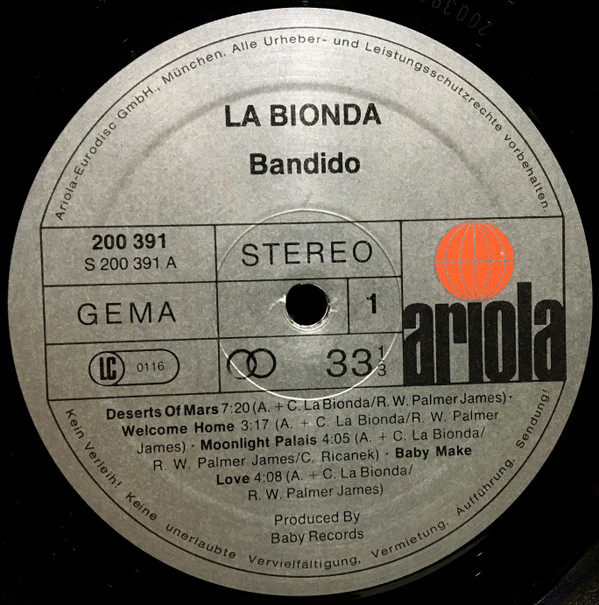 Ariola-Eurodisc GmbH., München. Alle Urheber- und Leistungsschutzrechte vorbehalten.
LA BIONDA
Bandido
200 391
S 200 391 A
STEREO
GEMA
1
ariola
LC 0116
33 1/3
Deserts Of Mars 7:20 (A. + C. La Bionda/R. W. Palmer James) ·
Welcome Home 3:17 (A. + C. La Bionda/R. W. Palmer
James) · Moonlight Palais 4:05 (A. + C. La Bionda/
R. W. Palmer James/C. Ricanek) · Baby Make
Love 4:08 (A. + C. La Bionda/
R. W. Palmer James)
Produced By
Baby Records
Kein Verleih! Keine unerlaubte Vervielfältigung, Vermietung, Aufführung, Sendung!